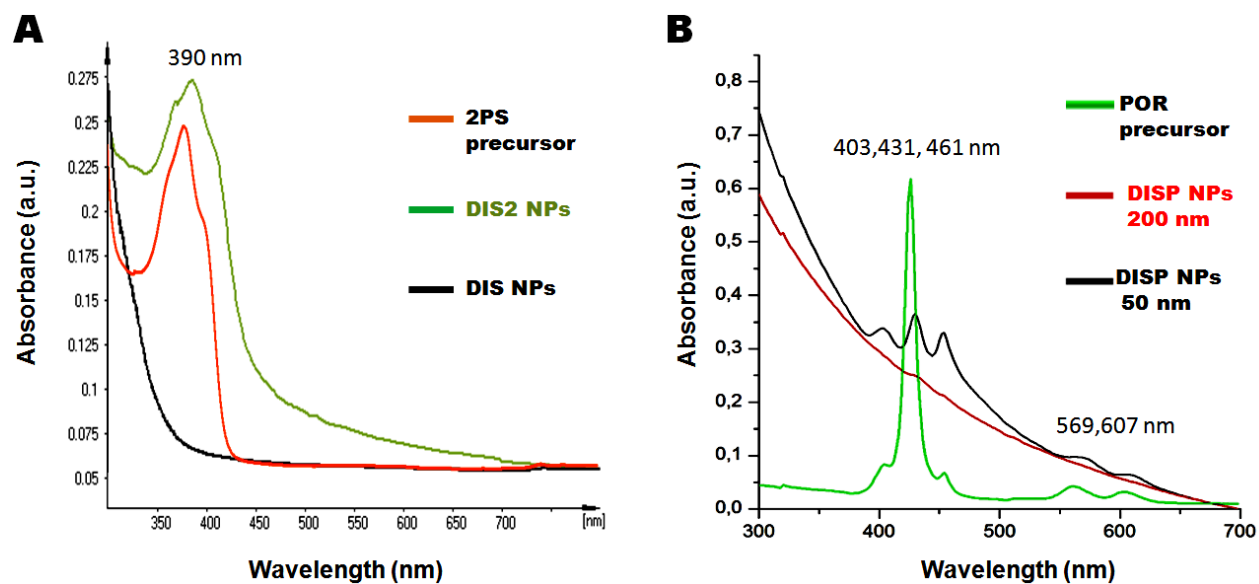 A
390 nm
0.275
0.25
0.225
0.2
0.175
0.15
0.125
0.1
0.075
0.05
Absorbance (a.u.)
2PS
precursor
DIS2 NPs
DIS NPs
350 400 450 500 550 600 650 700 [nm]
Wavelength (nm)
B
0,8
0,7
0,6
0,5
0,4
0,3
0,2
0,1
0,0
Absorbance (a.u.)
403,431, 461 nm
569,607 nm
POR
precursor
DISP NPs
200 nm
DISP NPs
50 nm
300 400 500 600 700
Wavelength (nm)